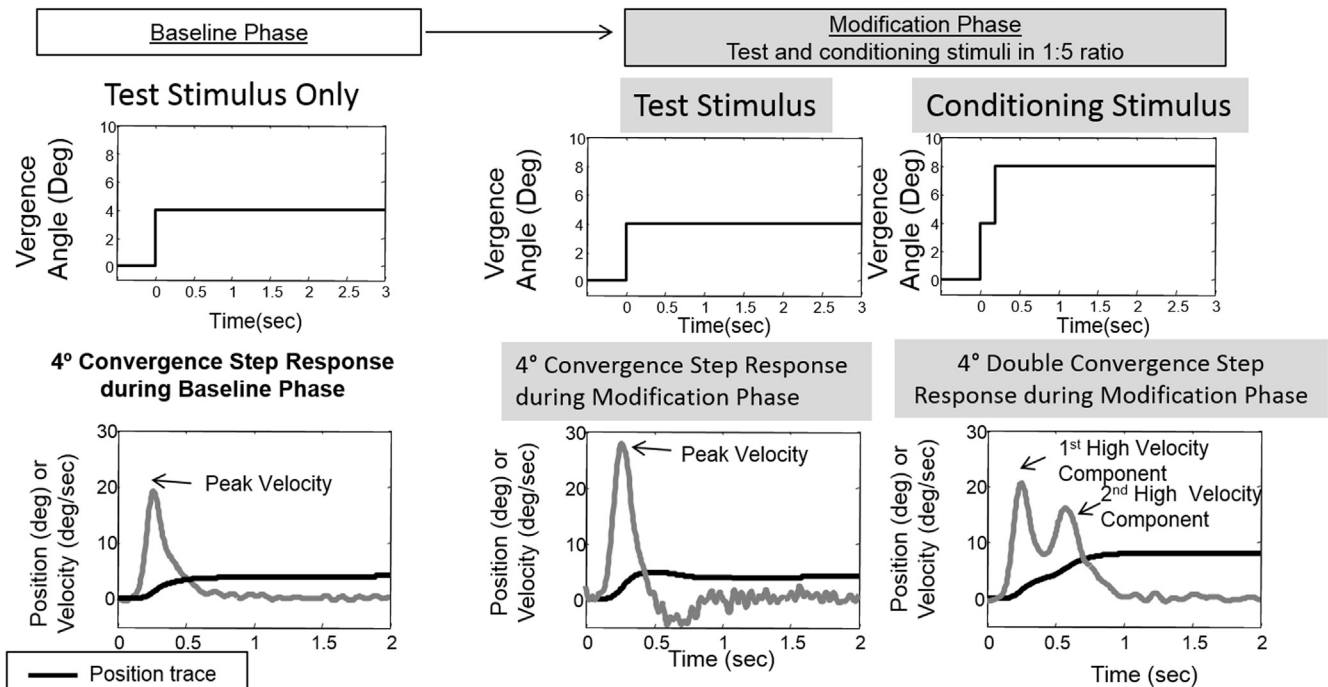 Baseline Phase
Modification Phase
Test and conditioning stimuli in 1:5 ratio
Test Stimulus Only
Vergence
Angle (Deg)
10
8
6
4
2
0
0
0.5
1
1.5
2
2.5
3
Time(sec)
Test Stimulus
Vergence
Angle (Deg)
10
8
6
4
2
0
0
0.5
1
1.5
2
2.5
3
Time(sec)
Conditioning Stimulus
Vergence
Angle (Deg)
10
8
6
4
2
0
0
0.5
1
1.5
2
2.5
3
Time(sec)
4º Convergence Step Response
during Baseline Phase
Position (deg) or
Velocity (deg/sec)
30
20
10
0
Peak Velocity
0
0.5
1
1.5
2
4° Convergence Step Response
during Modification Phase
Position (deg) or
Velocity (deg/sec)
30
20
10
0
Peak Velocity
0
0.5
1
1.5
2
Time (sec)
4° Double Convergence Step
Response during Modification Phase
Position (deg) or
Velocity (deg/sec)
30
20
10
0
1st High Velocity
Component
2nd High Velocity
Component
0
0.5
1
1.5
2
Time (sec)
Position trace